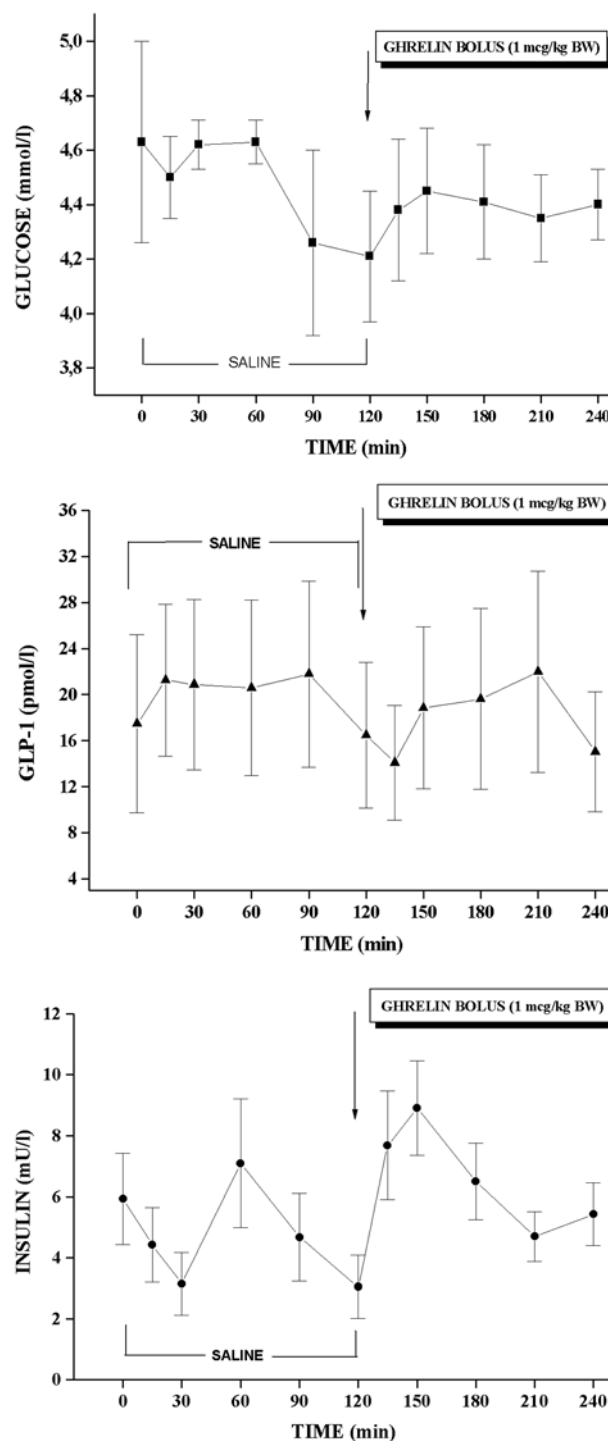 GHRELIN BOLUS (1 mcg/kg BW)
5,0
4,8
4,6
4,4
4,2
4,0
3,8
GLUCOSE (mmol/l)
SALINE
0 30 60 90 120 150 180 210 240
TIME (min)
GHRELIN BOLUS (1 mcg/kg BW)
36
32
28
24
20
16
12
8
4
GLP-1 (pmol/l)
SALINE
0 30 60 90 120 150 180 210 240
TIME (min)
GHRELIN BOLUS (1 mcg/kg BW)
12
10
8
6
4
2
0
INSULIN (mU/l)
SALINE
0 30 60 90 120 150 180 210 240
TIME (min)